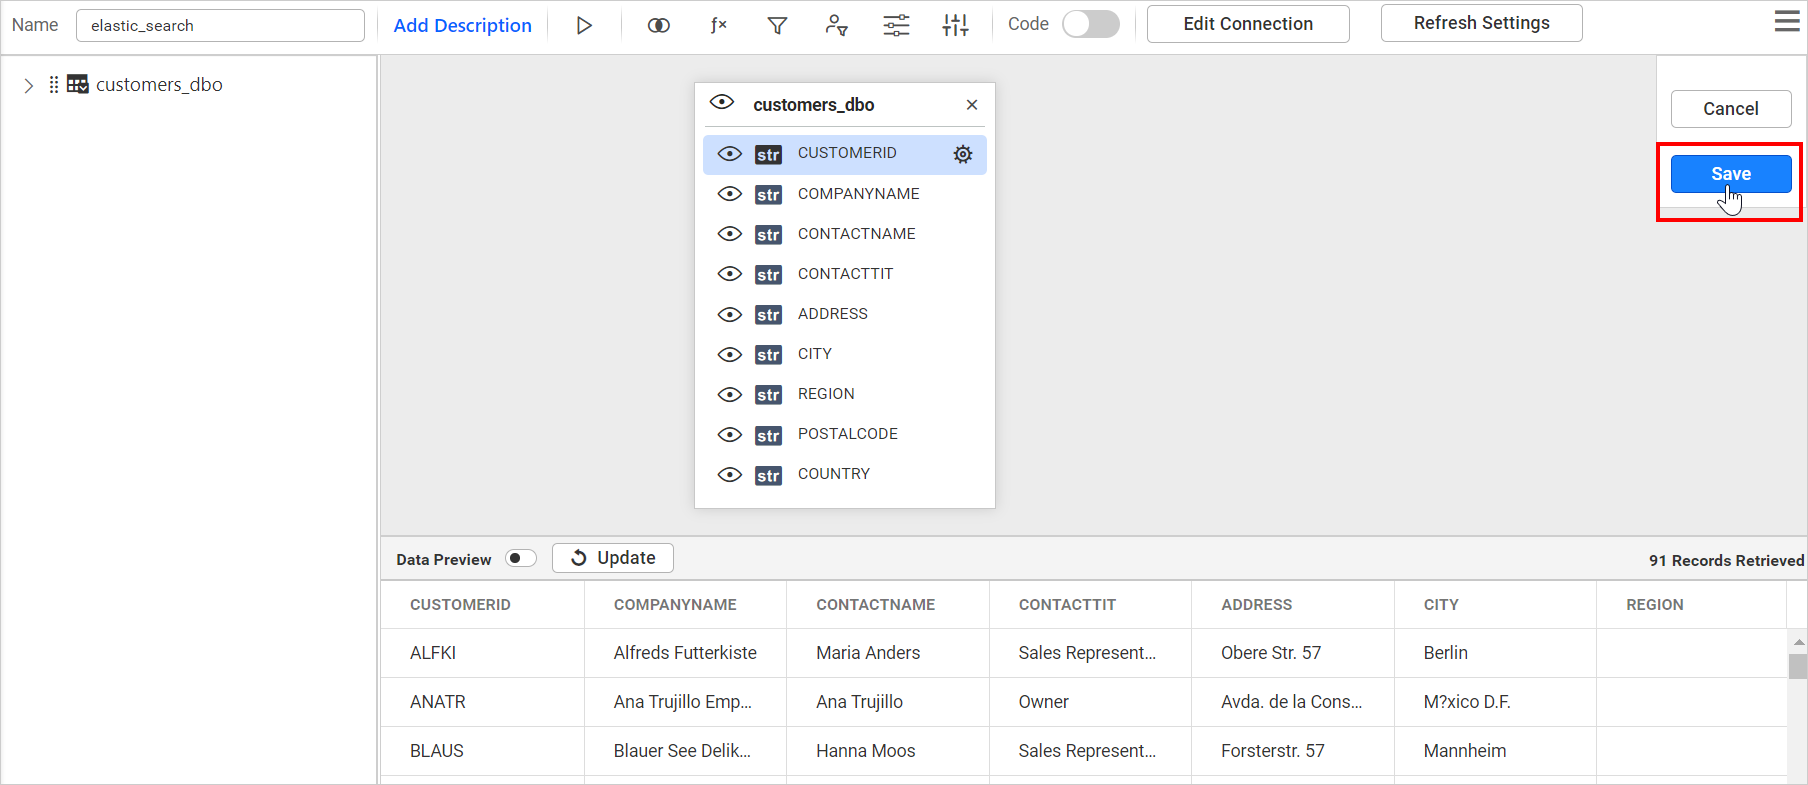 Name elastic_search Add Description f× Code Edit Connection Refresh Settings
customers_dbo
customers_dbo ×
str CUSTOMERID
str COMPANYNAME
str CONTACTNAME
str CONTACTTIT
str ADDRESS
str CITY
str REGION
str POSTALCODE
str COUNTRY
Cancel
Save
Data Preview Update 91 Records Retrieved
CUSTOMERID COMPANYNAME CONTACTNAME CONTACTTIT ADDRESS CITY REGION
ALFKI Alfreds Futterkiste Maria Anders Sales Represent... Obere Str. 57 Berlin
ANATR Ana Trujillo Emp... Ana Trujillo Owner Avda. de la Cons... M?xico D.F.
BLAUS Blauer See Delik... Hanna Moos Sales Represent... Forsterstr. 57 Mannheim